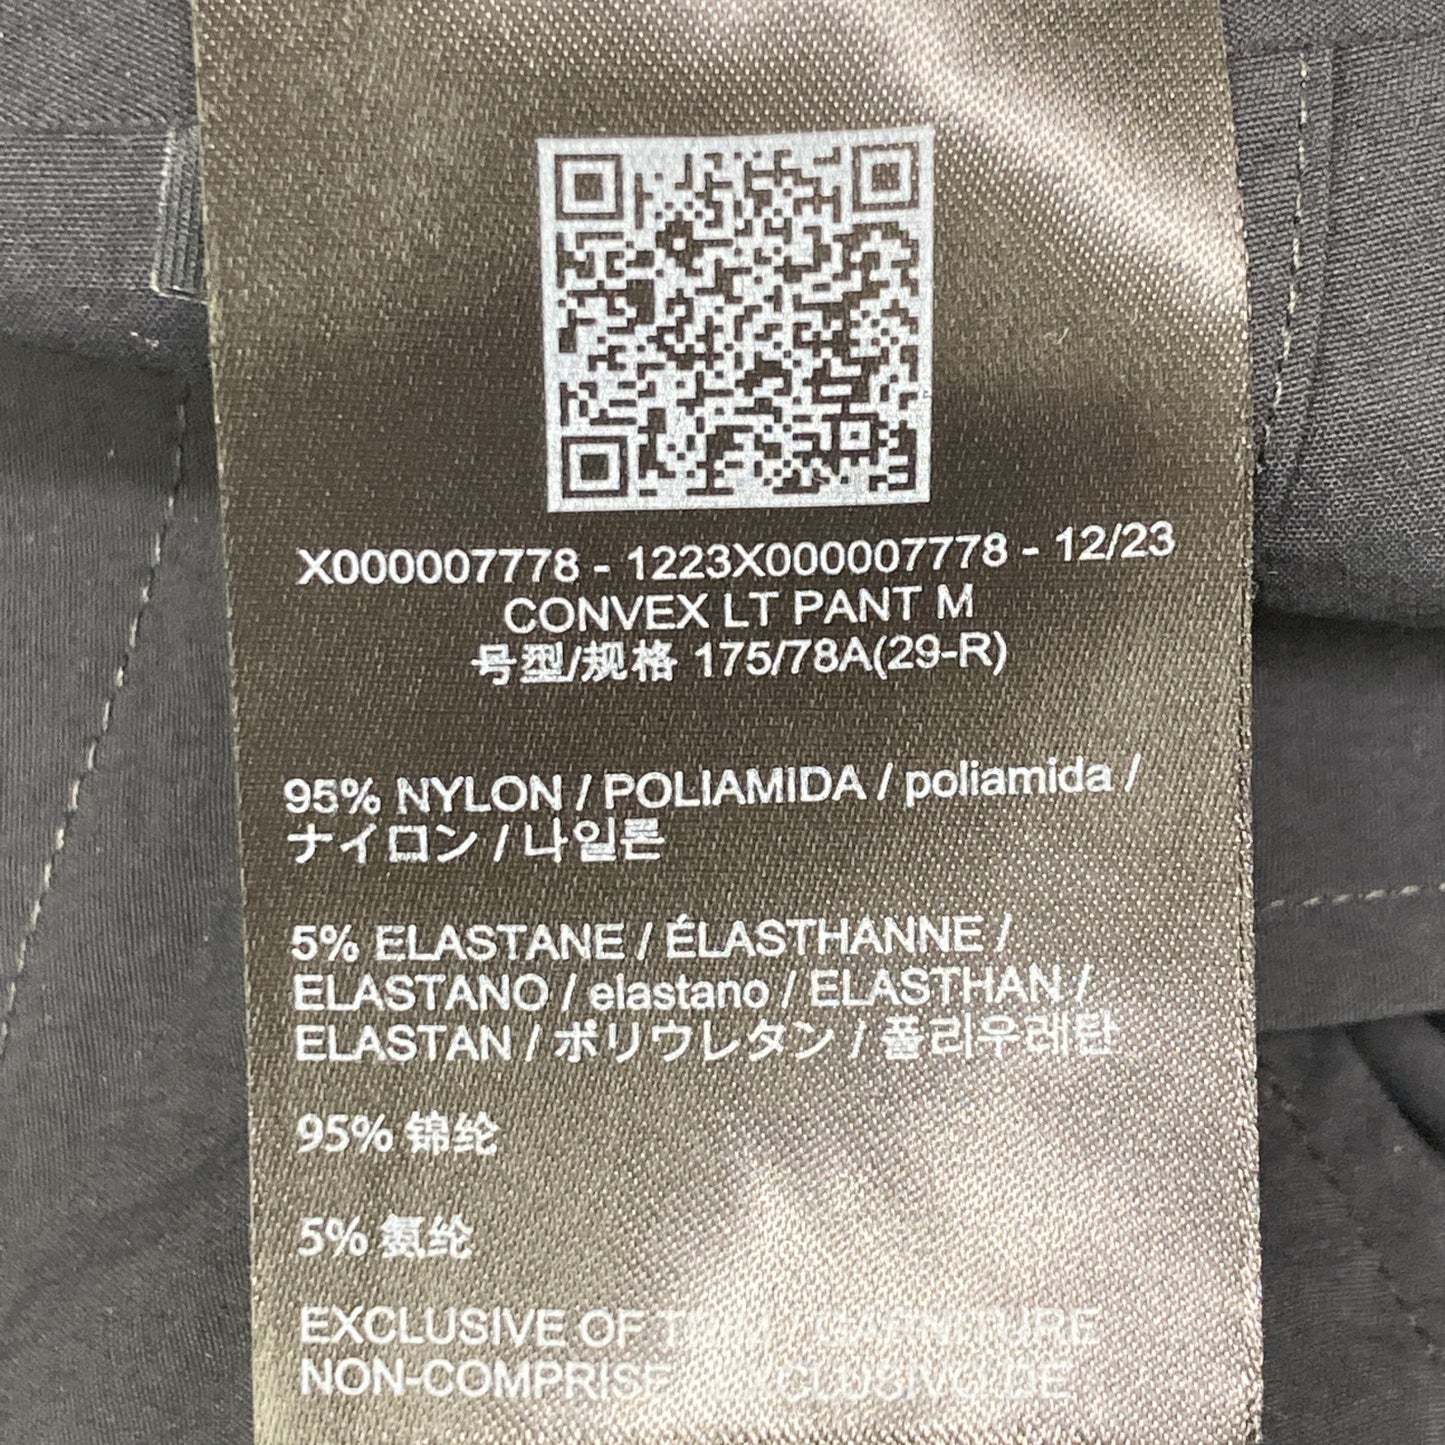 X000007778 - 1223X000007778 - 12/23
CONVEX LT PANT M
号型/规格 175/78A(29-R)
95% NYLON / POLIAMIDA / poliamida /
ナイロン / 나일론
5% ELASTANE / ÉLASTHANNE /
ELASTANO / elastano / ELASTHAN /
ELASTAN / ポリウレタン / 폴리우레탄
95% 锦纶
5% 氨纶
EXCLUSIVE OF
NON-COMPRISE DE